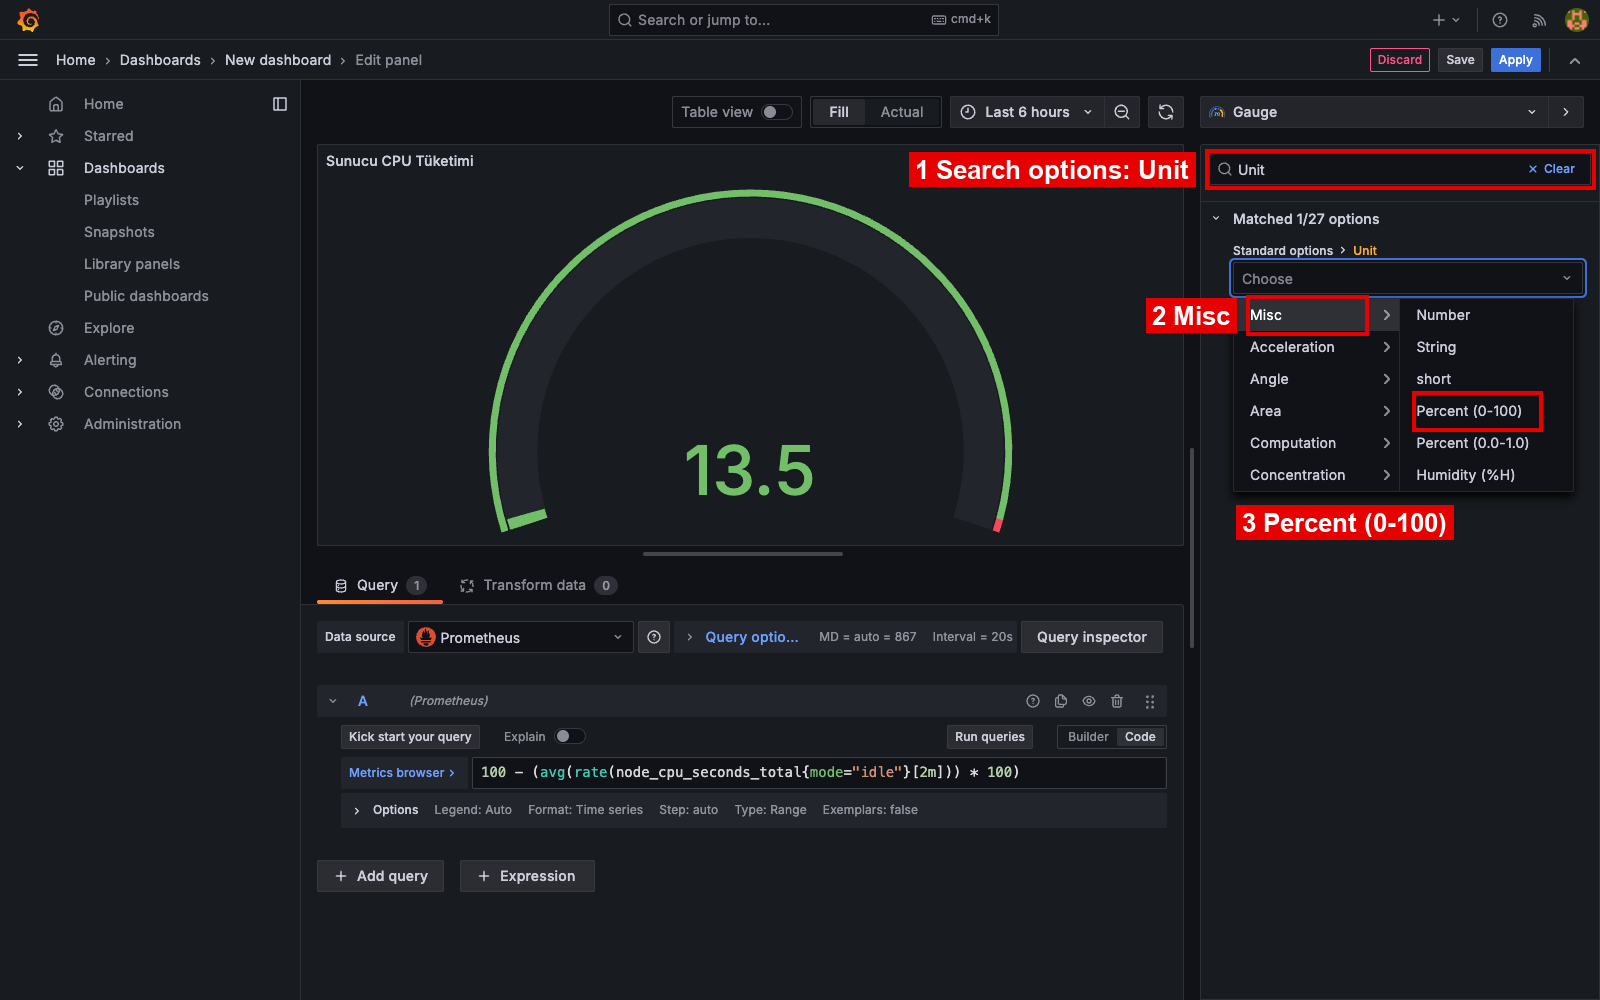 Search or jump to...
cmd+k
Home › Dashboards › New dashboard › Edit panel
Discard
Save
Apply
Home
Starred
Dashboards
Playlists
Snapshots
Library panels
Public dashboards
Explore
Alerting
Connections
Administration
Table view
Fill
Actual
Last 6 hours
Gauge
Sunucu CPU Tüketimi
1 Search options: Unit
Unit
Clear
Matched 1/27 options
Standard options › Unit
Choose
2 Misc
Misc
Acceleration
Angle
Area
Computation
Concentration
Number
String
short
Percent (0-100)
Percent (0.0-1.0)
Humidity (%H)
3 Percent (0-100)
13.5
Query 1
Transform data 0
Data source
Prometheus
Query optio...
MD = auto = 867
Interval = 20s
Query inspector
A
(Prometheus)
Kick start your query
Explain
Run queries
Builder
Code
Metrics browser ›
100 - (avg(rate(node_cpu_seconds_total{mode="idle"}[2m])) * 100)
Options
Legend: Auto
Format: Time series
Step: auto
Type: Range
Exemplars: false
+ Add query
+ Expression